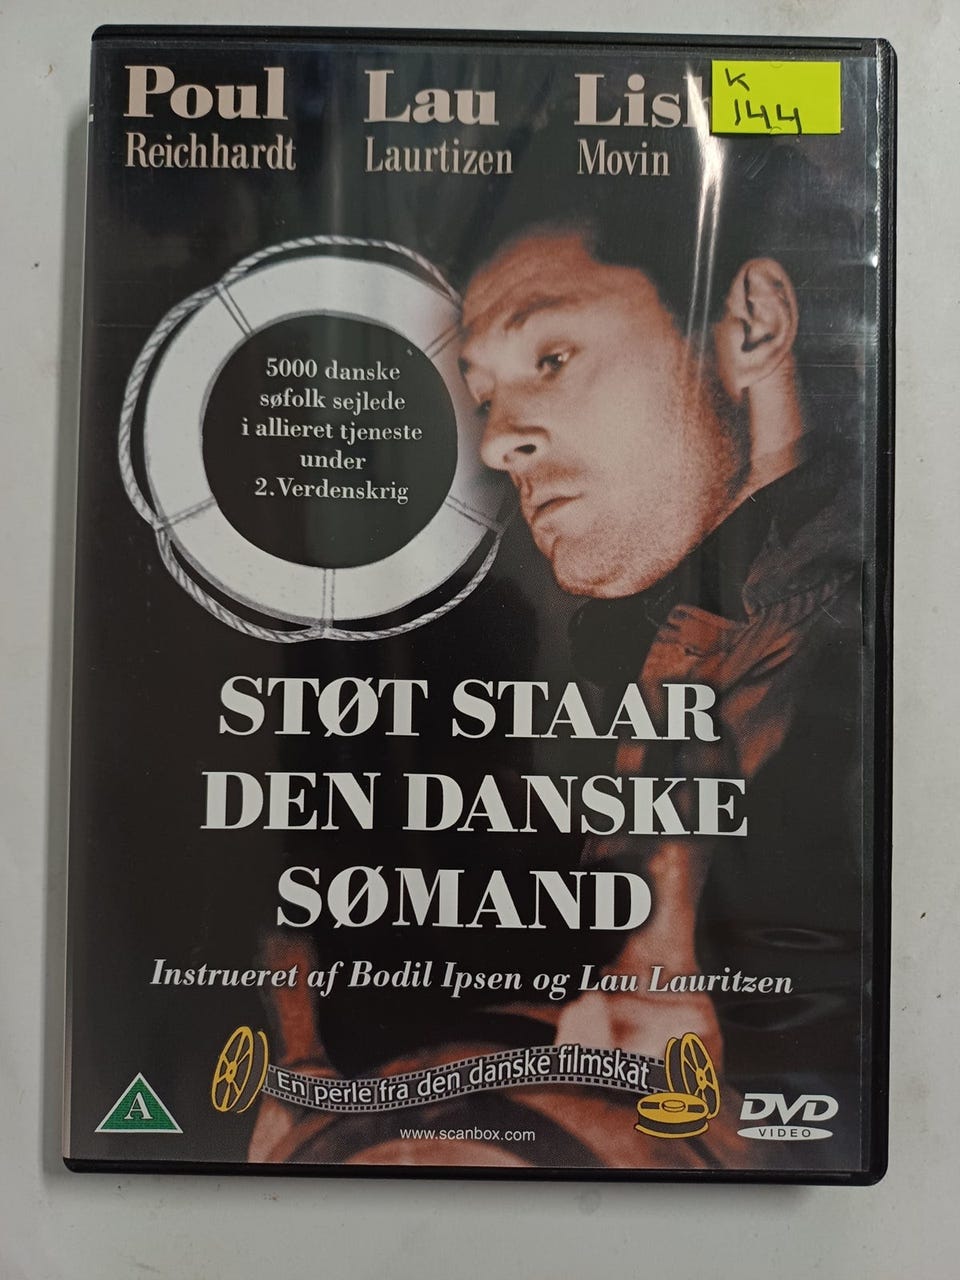 Poul Lau
Reichhardt Laurtizen Movin
K
144
5000 danske
søfolk sejlede
i allieret tjeneste
under
2.Verdenskrig
STØT STAAR
DEN DANSKE
SØMAND
Instrueret af Bodil Ipsen og Lau Lauritzen
En perle fra den danske filmskat
A
www.scanbox.com
DVD
VIDEO